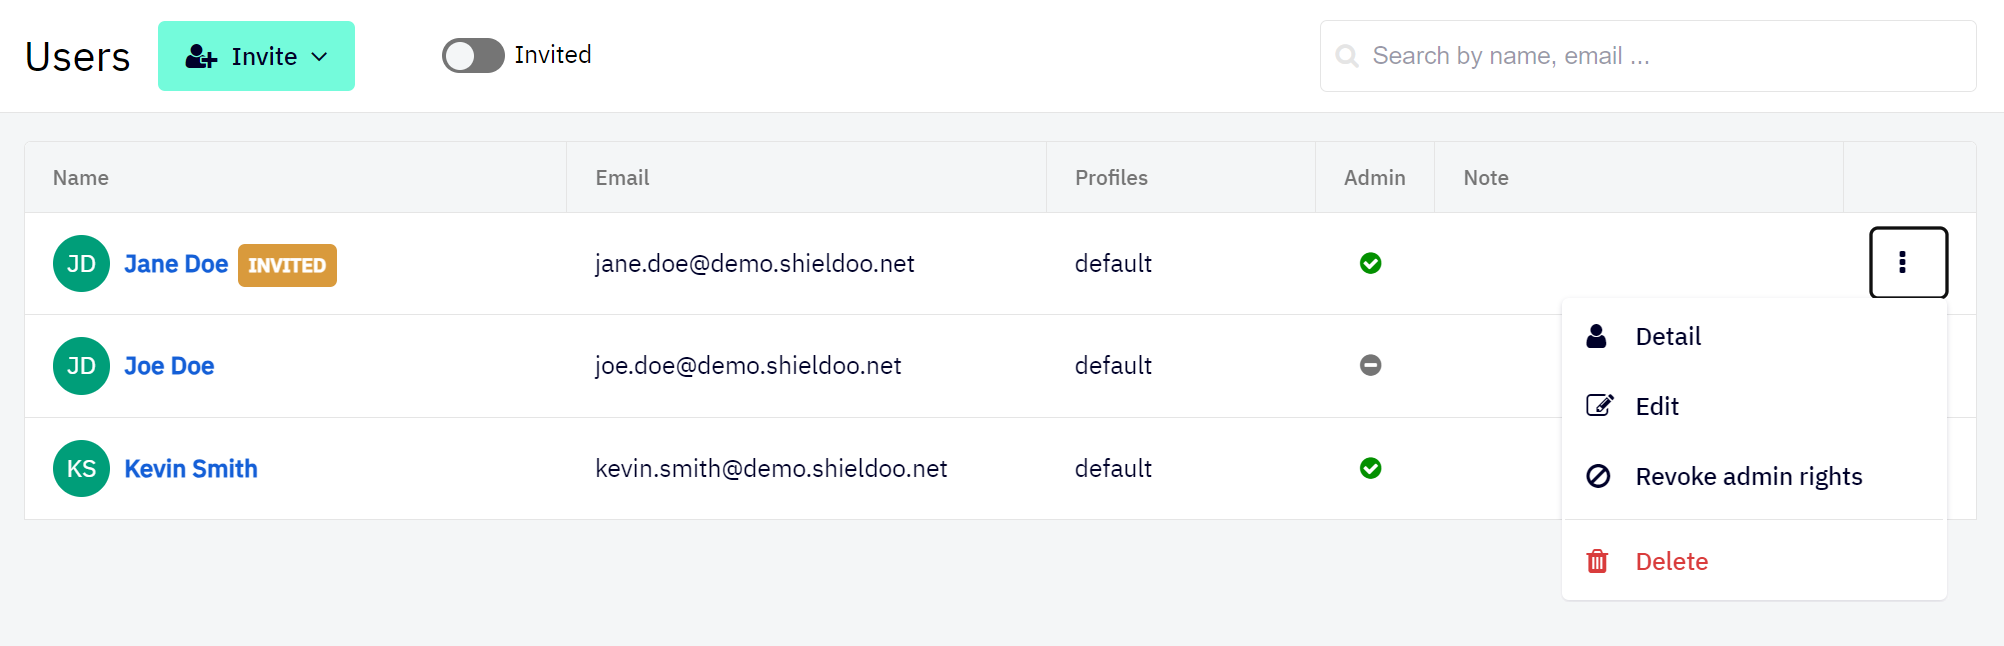 Users Invite Invited Search by name, email ...
Name Email Profiles Admin Note
JD Jane Doe INVITED jane.doe@demo.shieldoo.net default
JD Joe Doe joe.doe@demo.shieldoo.net default
KS Kevin Smith kevin.smith@demo.shieldoo.net default
Detail
Edit
Revoke admin rights
Delete